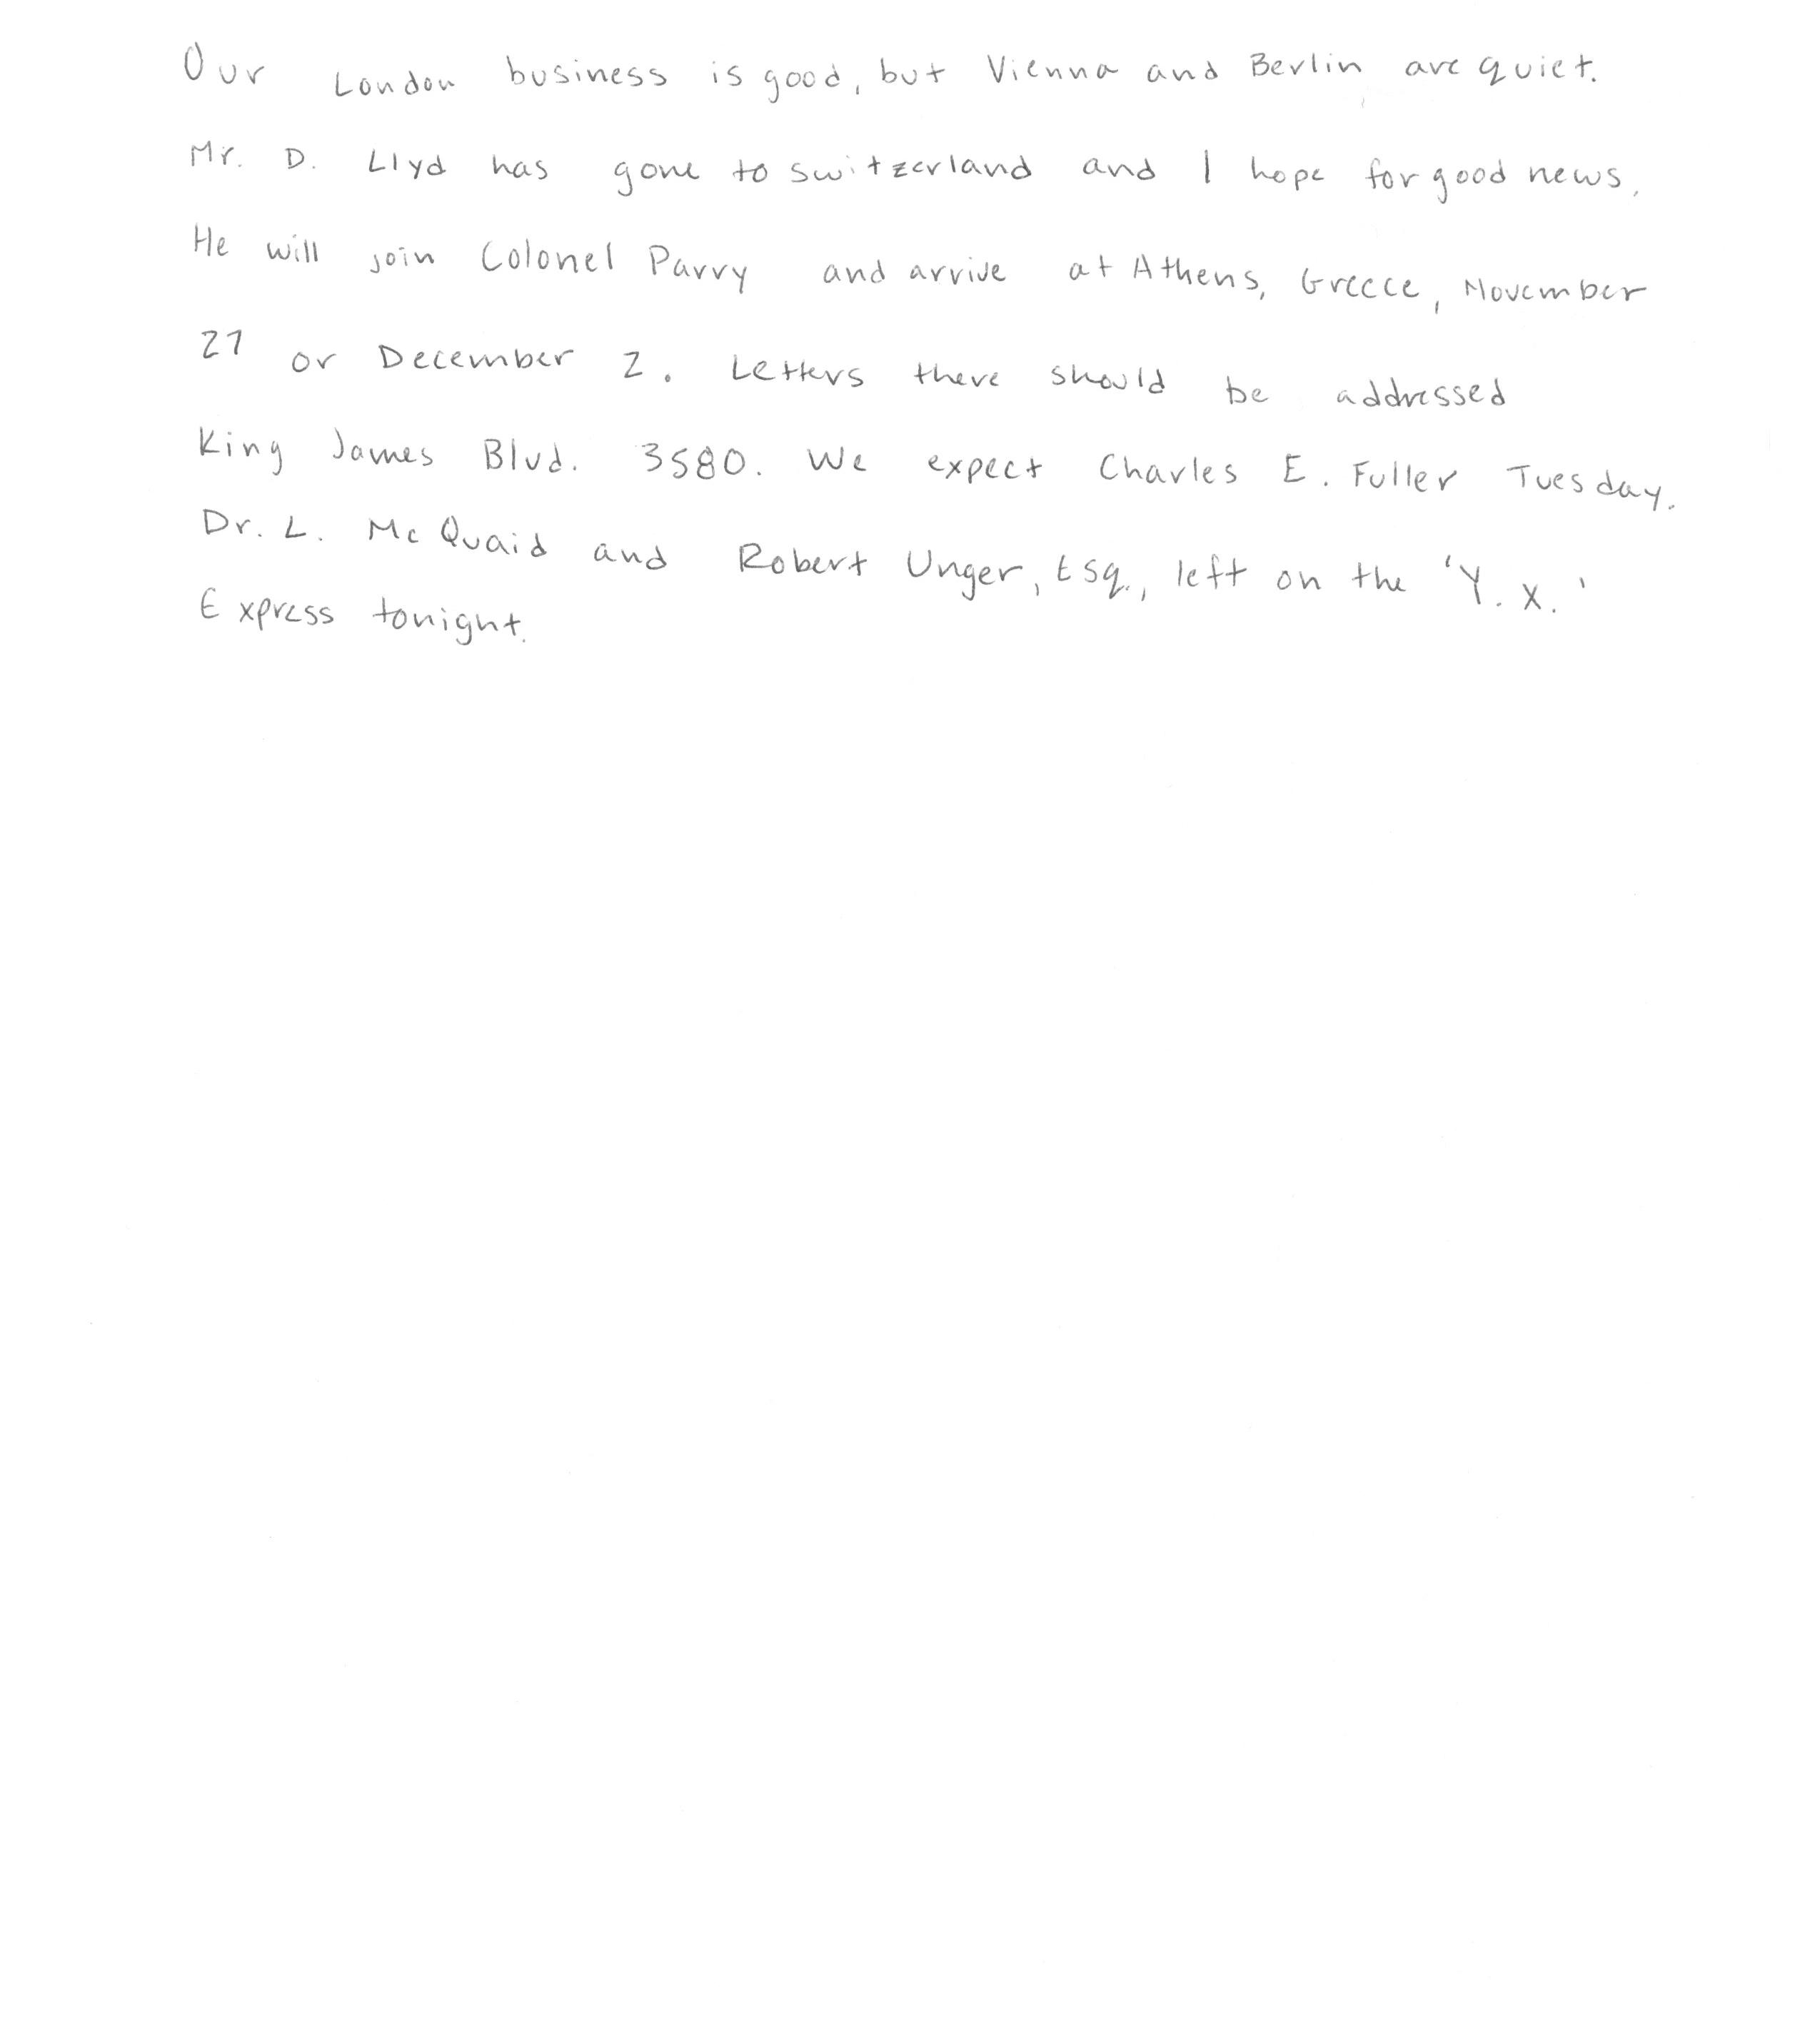 Our London business is good, but Vienna and Berlin are quiet.
Mr. D. Llyd has gone to Switzerland and I hope for good news.
He will join Colonel Parry and arrive at Athens, Greece, November
27 or December 2. Letters there should be addressed
King James Blvd. 3580. We expect Charles E. Fuller Tuesday.
Dr. L. McQuaid and Robert Unger, Esq., left on the 'Y. X.'
Express tonight.